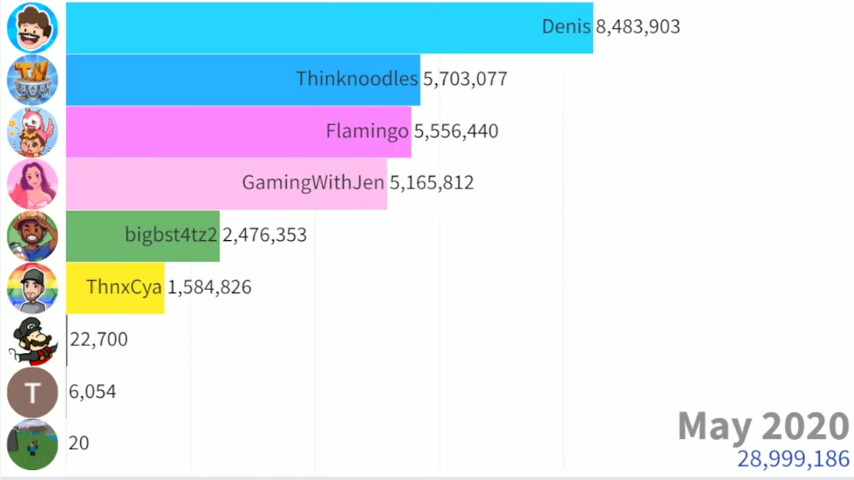 Denis 8,483,903
Thinknoodles 5,703,077
Flamingo 5,556,440
GamingWithJen 5,165,812
bigbst4tz2 2,476,353
ThnxCya 1,584,826
22,700
T 6,054
20
May 2020
28,999,186